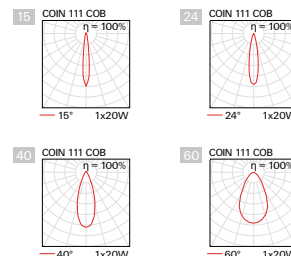 15 COIN 111 COB
η = 100%
15° 1x20W
24 COIN 111 COB
η = 100%
24° 1x20W
40 COIN 111 COB
η = 100%
40° 1x20W
60 COIN 111 COB
η = 100%
60° 1x20W